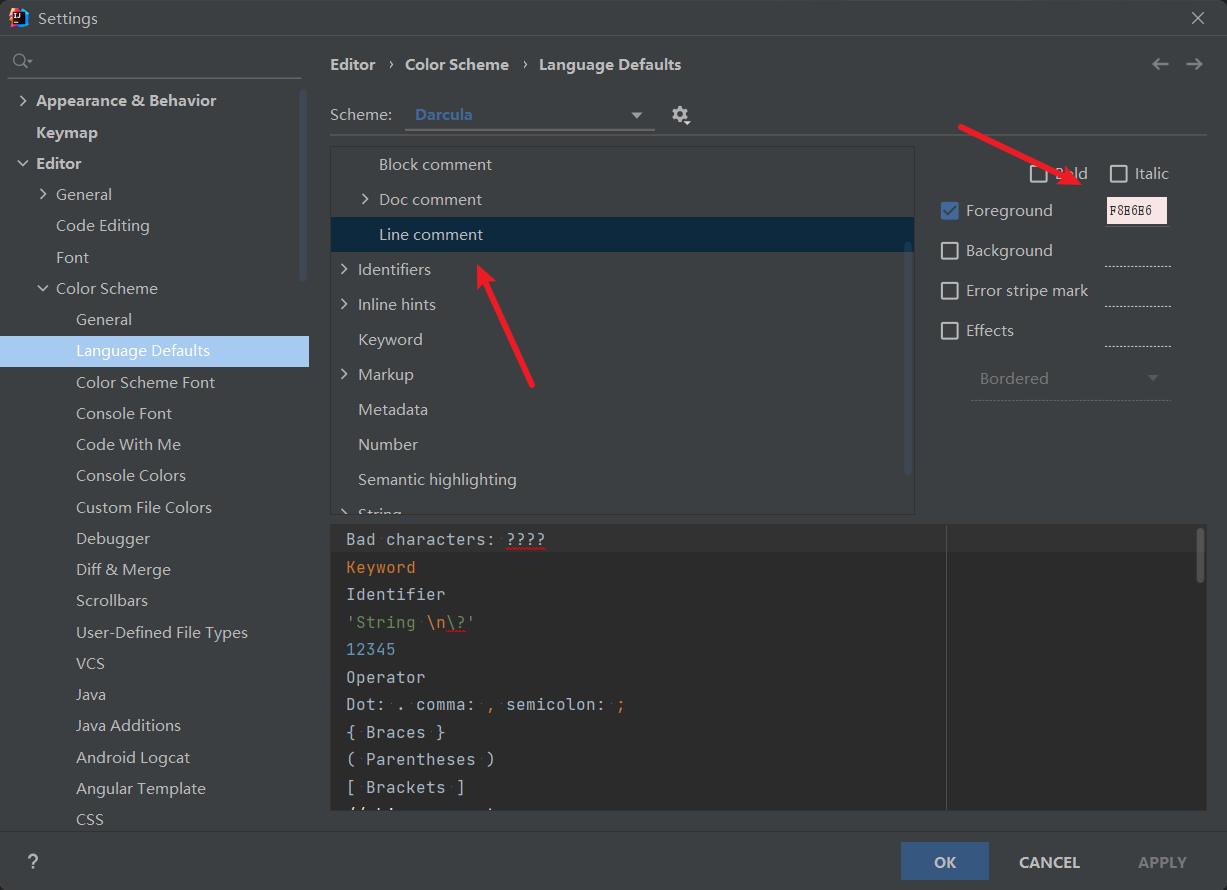 Settings
Editor › Color Scheme › Language Defaults
Appearance & Behavior
Keymap
Editor
General
Code Editing
Font
Color Scheme
General
Language Defaults
Color Scheme Font
Console Font
Code With Me
Console Colors
Custom File Colors
Debugger
Diff & Merge
Scrollbars
User-Defined File Types
VCS
Java
Java Additions
Android Logcat
Angular Template
CSS
Scheme: Darcula
Block comment
Doc comment
Line comment
Identifiers
Inline hints
Keyword
Markup
Metadata
Number
Semantic highlighting
String
Bold Italic
Foreground F8E6E6
Background
Error stripe mark
Effects
Bordered
Bad characters: ????
Keyword
Identifier
'String \n\?'
12345
Operator
Dot: . comma: , semicolon: ;
{ Braces }
( Parentheses )
[ Brackets ]
? OK CANCEL APPLY